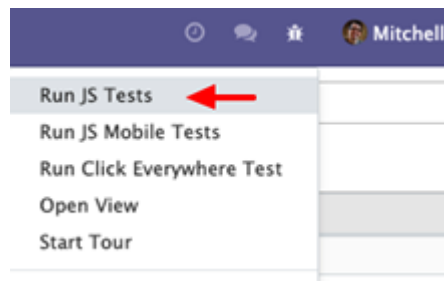 Mitchell
Run JS Tests
Run JS Mobile Tests
Run Click Everywhere Test
Open View
Start Tour